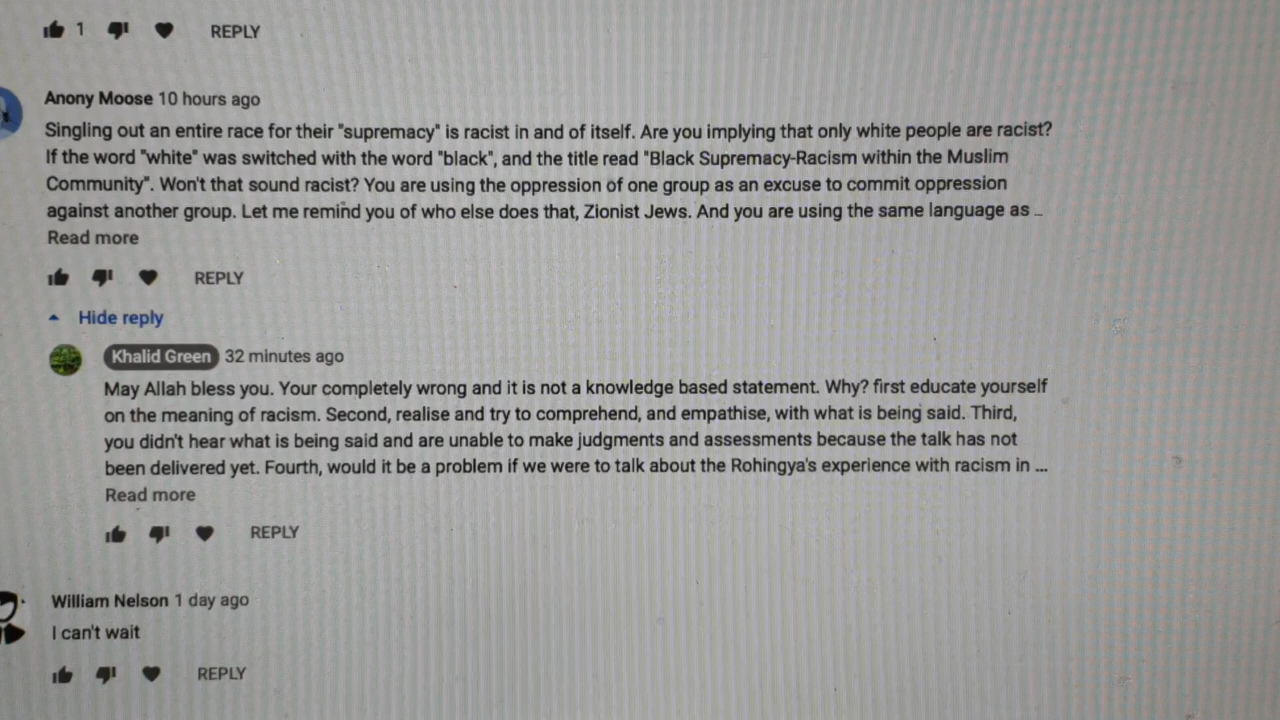 1 REPLY
Anony Moose 10 hours ago
Singling out an entire race for their "supremacy" is racist in and of itself. Are you implying that only white people are racist?
If the word "white" was switched with the word "black", and the title read "Black Supremacy-Racism within the Muslim
Community". Won't that sound racist? You are using the oppression of one group as an excuse to commit oppression
against another group. Let me remind you of who else does that, Zionist Jews. And you are using the same language as ...
Read more
REPLY
Hide reply
Khalid Green 32 minutes ago
May Allah bless you. Your completely wrong and it is not a knowledge based statement. Why? first educate yourself
on the meaning of racism. Second, realise and try to comprehend, and empathise, with what is being said. Third,
you didn't hear what is being said and are unable to make judgments and assessments because the talk has not
been delivered yet. Fourth, would it be a problem if we were to talk about the Rohingya's experience with racism in ...
Read more
REPLY
William Nelson 1 day ago
I can't wait
REPLY